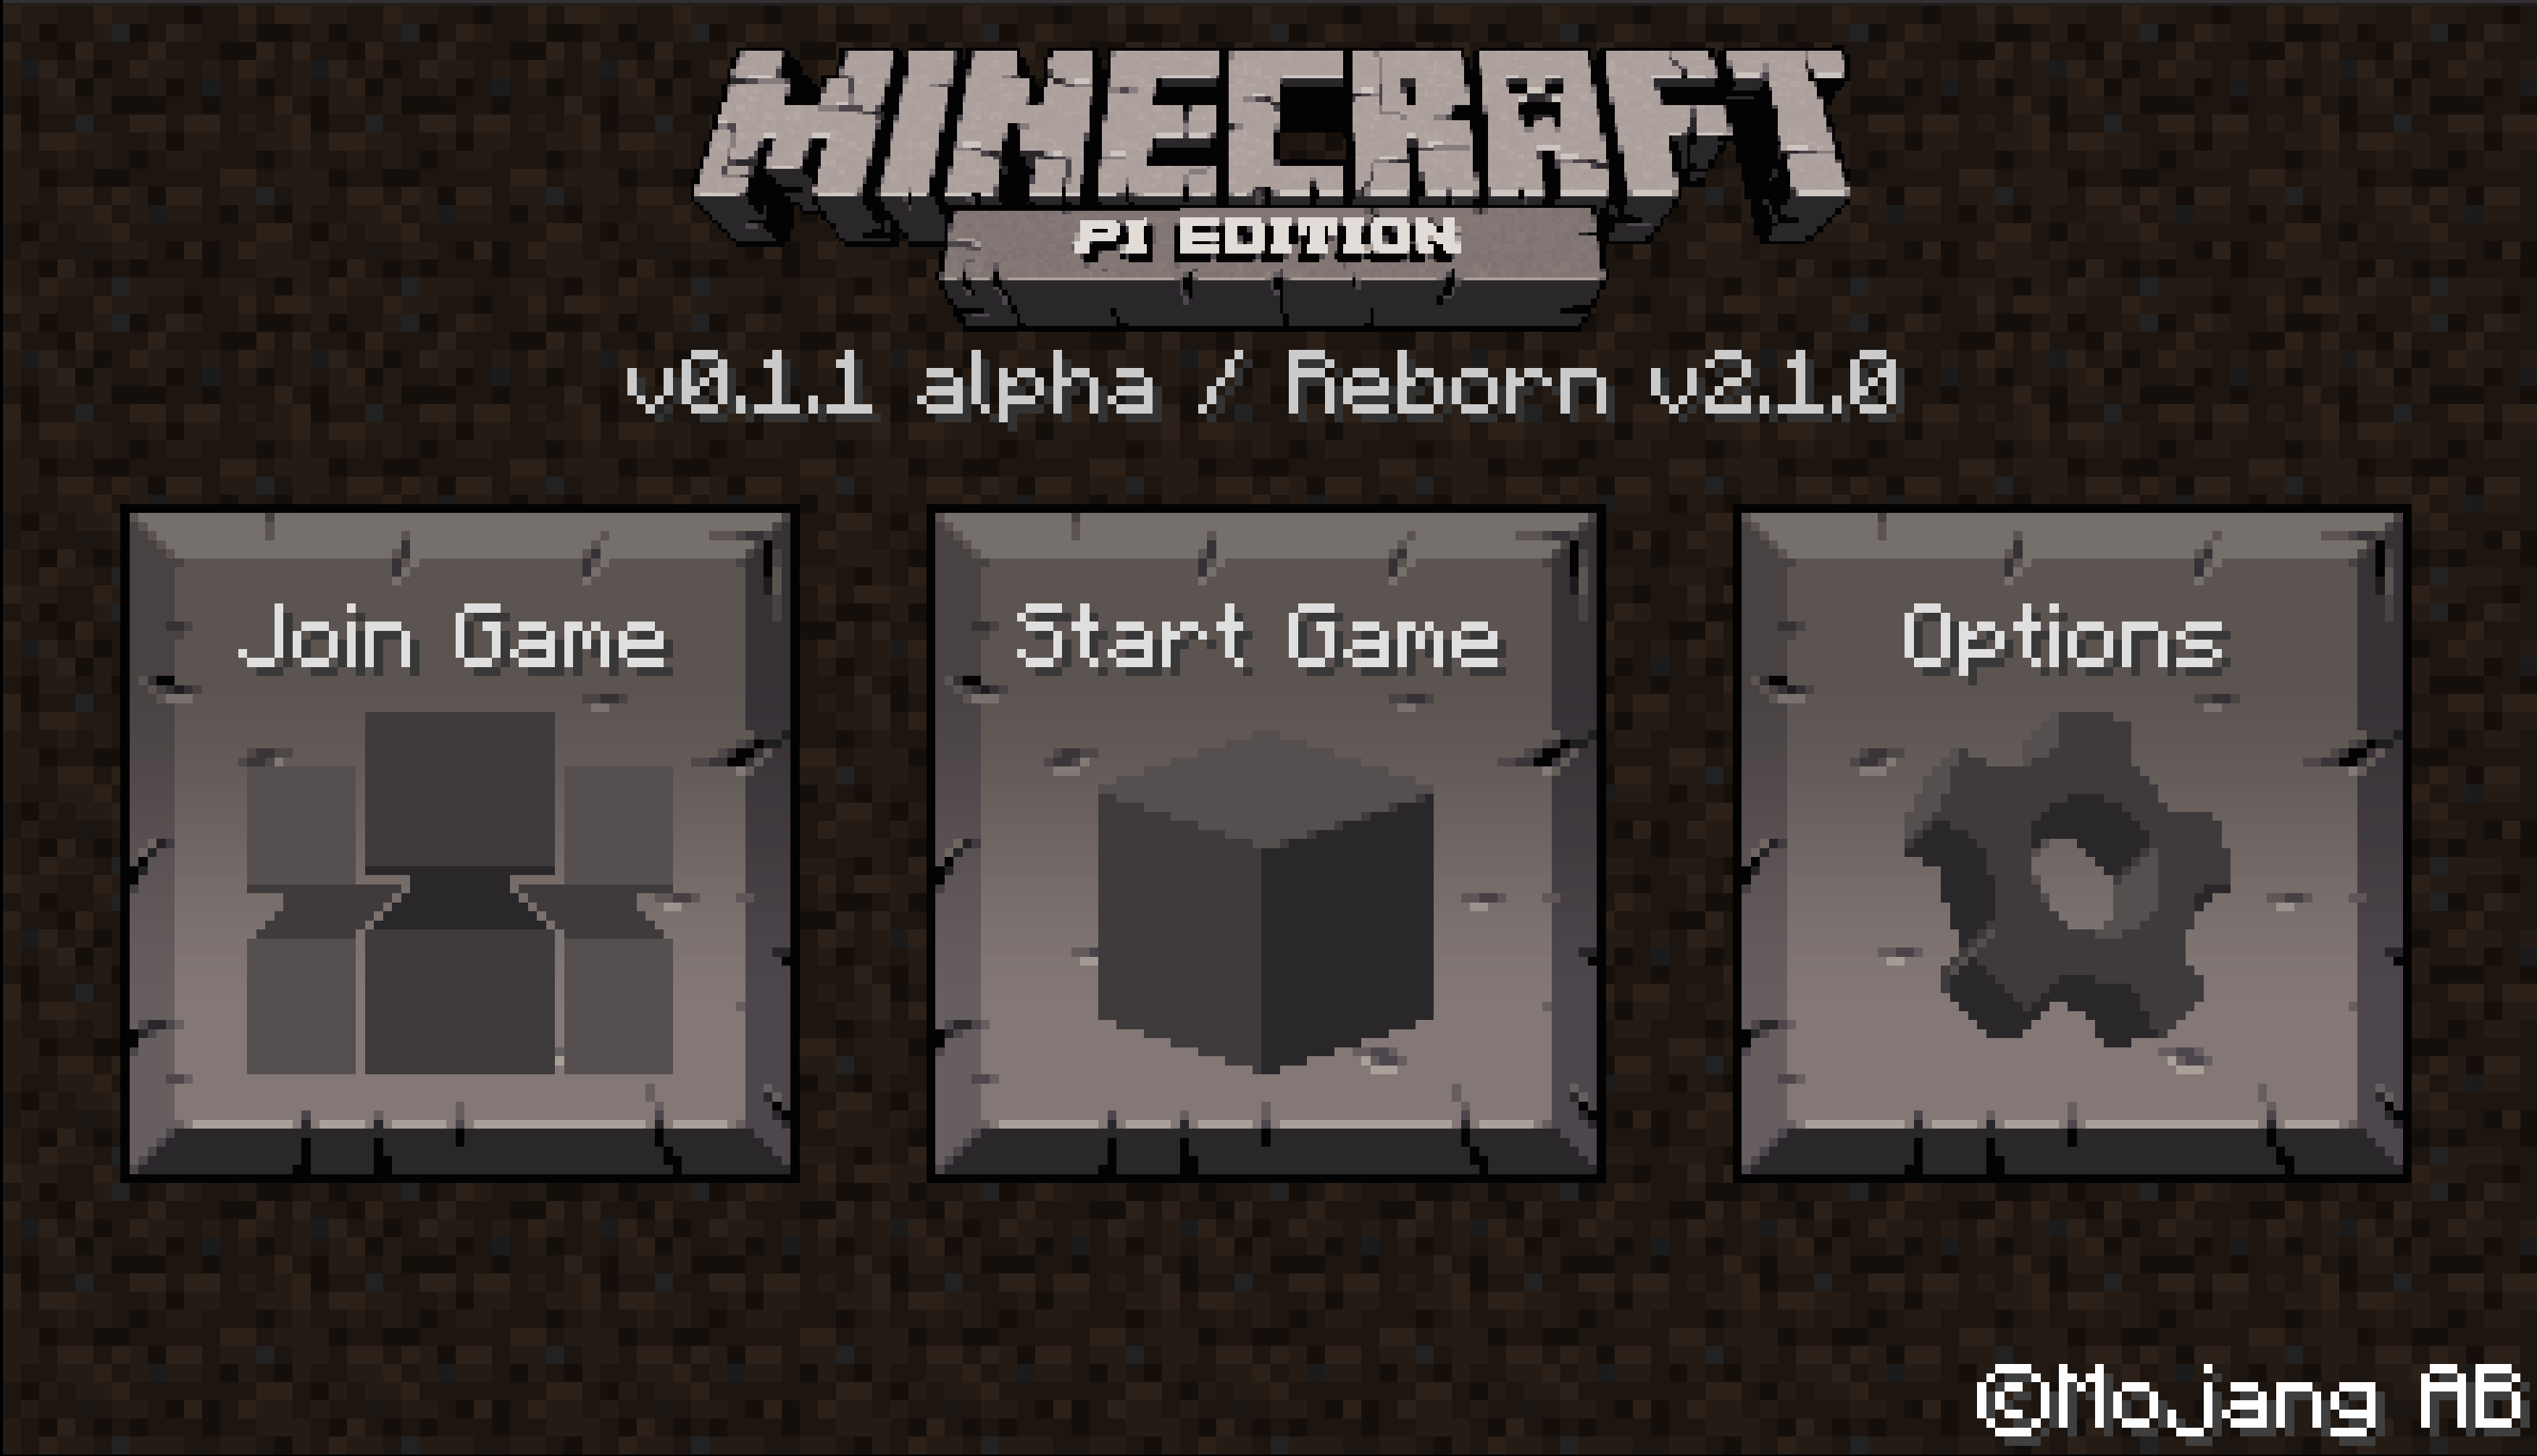 MINECRAFT
PI EDITION
v0.1.1 alpha / Reborn v2.1.0
Join Game
Start Game
Options
©Mojang AB